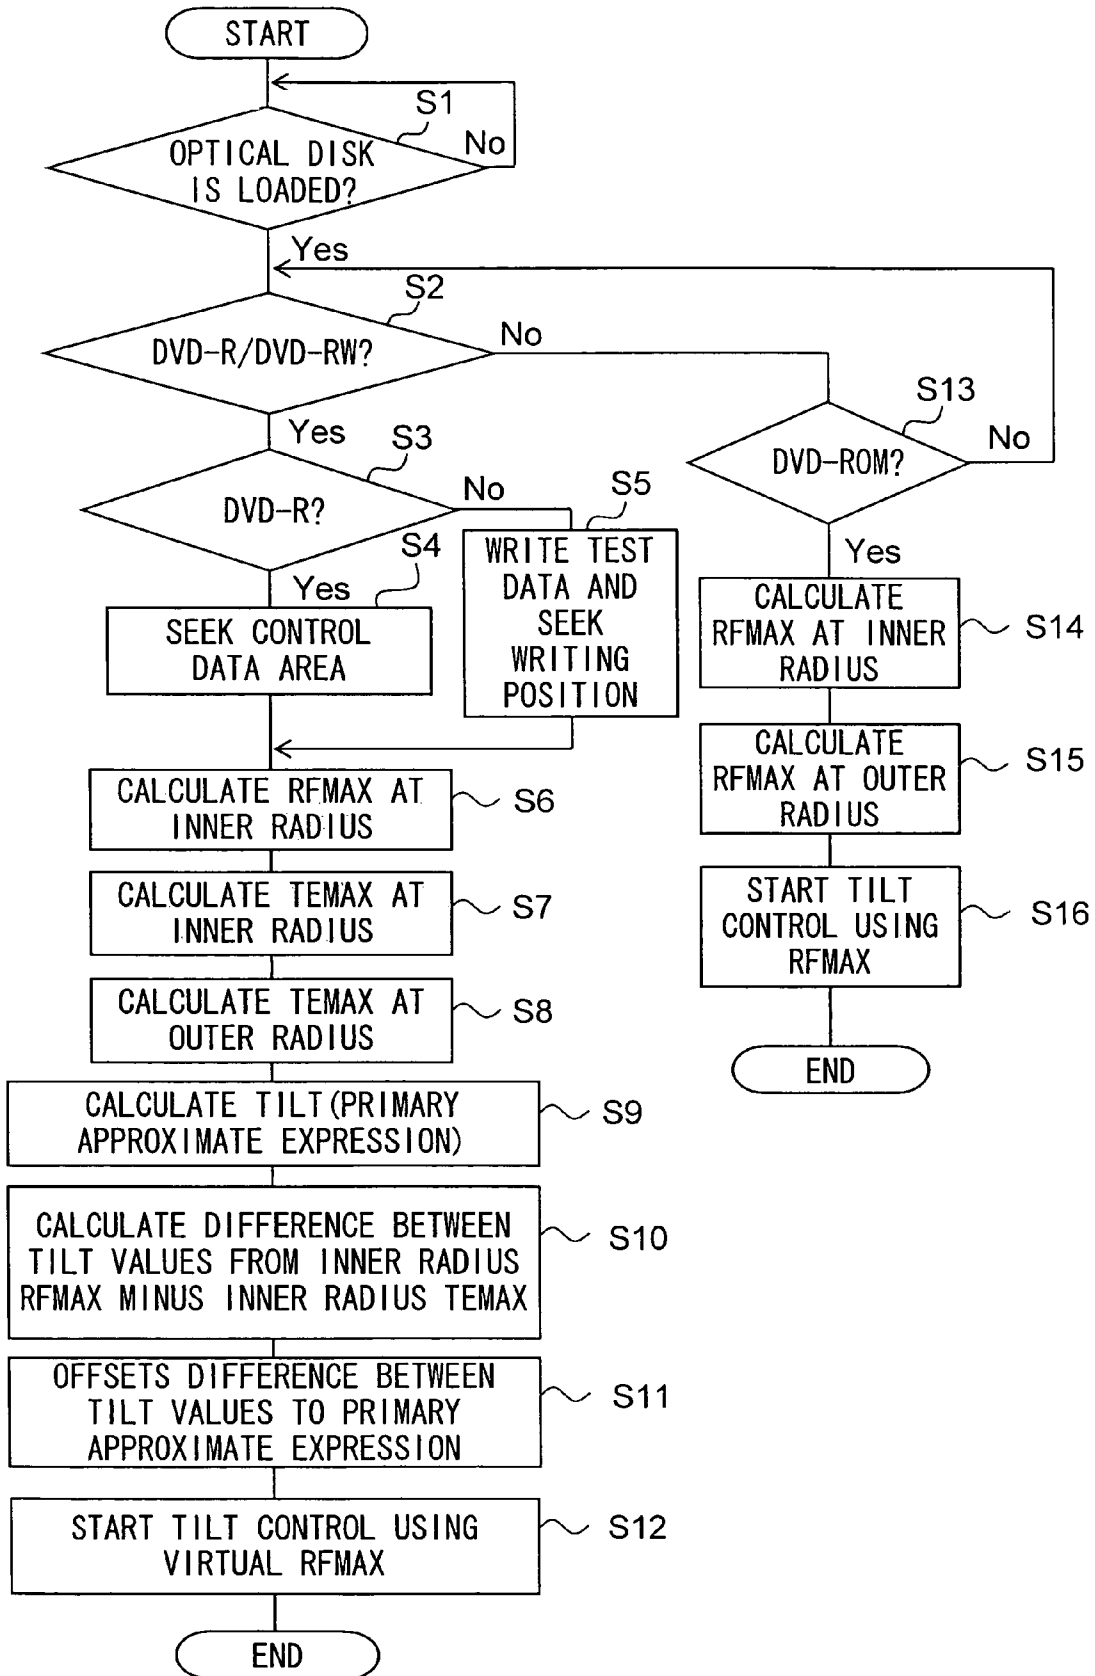 START
S1
No
OPTICAL DISK
IS LOADED?
Yes
S2
No
DVD-R/DVD-RW?
S13
Yes
No
S3
DVD-ROM?
No
S5
DVD-R?
S4
WRITE TEST
DATA AND
SEEK
WRITING
POSITION
Yes
Yes
SEEK CONTROL
DATA AREA
CALCULATE
RFMAX AT INNER
RADIUS
S14
CALCULATE
RFMAX AT OUTER
RADIUS
S15
CALCULATE RFMAX AT
INNER RADIUS
S6
START TILT
CONTROL USING
RFMAX
S16
CALCULATE TEMAX AT
INNER RADIUS
S7
CALCULATE TEMAX AT
OUTER RADIUS
S8
END
CALCULATE TILT(PRIMARY
APPROXIMATE EXPRESSION)
S9
CALCULATE DIFFERENCE BETWEEN
TILT VALUES FROM INNER RADIUS
RFMAX MINUS INNER RADIUS TEMAX
S10
OFFSETS DIFFERENCE BETWEEN
TILT VALUES TO PRIMARY
APPROXIMATE EXPRESSION
S11
START TILT CONTROL USING
VIRTUAL RFMAX
S12
END